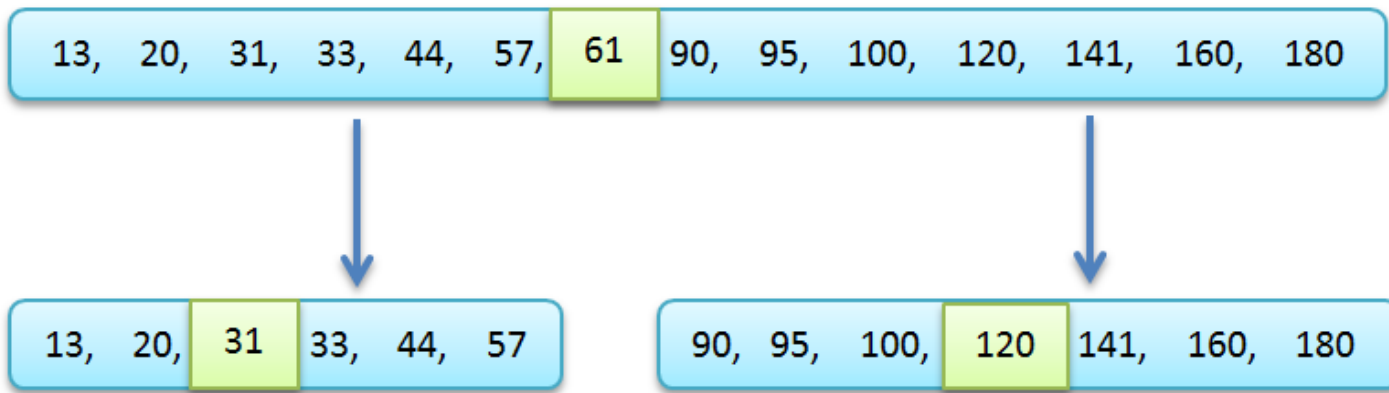 13, 20, 31, 33, 44, 57, 61 90, 95, 100, 120, 141, 160, 180
13, 20, 31 33, 44, 57
90, 95, 100, 120 141, 160, 180